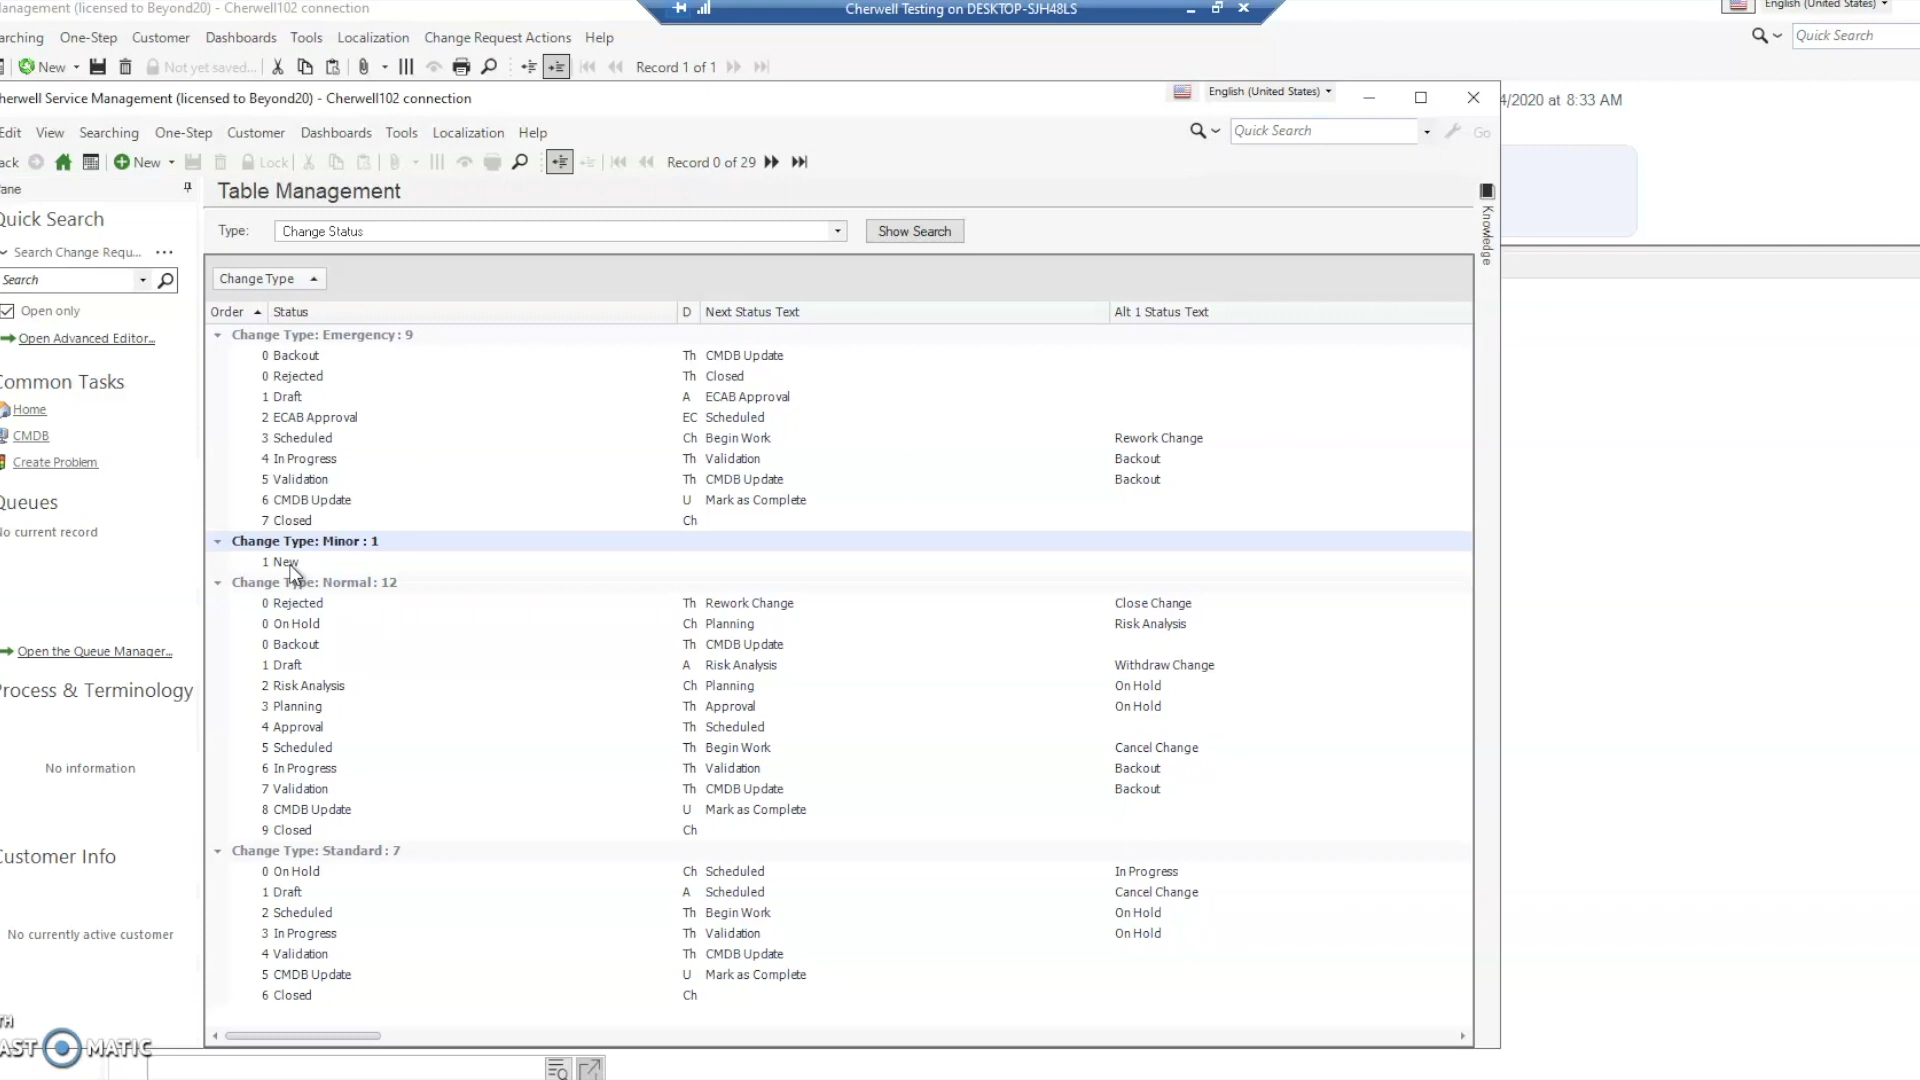 anagement (licensed to Beyond20) - Cherwell102 connection
Cherwell Testing on DESKTOP-SJH48LS
English (United States)
arching One-Step Customer Dashboards Tools Localization Change Request Actions Help
Quick Search
New Not yet saved... Record 1 of 1
herwell Service Management (licensed to Beyond20) - Cherwell102 connection
English (United States)
4/2020 at 8:33 AM
Edit View Searching One-Step Customer Dashboards Tools Localization Help
Quick Search Go
ack New Lock Record 0 of 29
ane
Table Management
Quick Search
Type: Change Status Show Search
Knowledge
Search Change Requ... ...
Search
Change Type
Open only
Order Status D Next Status Text Alt 1 Status Text
Open Advanced Editor...
Change Type: Emergency : 9
0 Backout Th CMDB Update
0 Rejected Th Closed
Common Tasks
1 Draft A ECAB Approval
Home
2 ECAB Approval EC Scheduled
CMDB
3 Scheduled Ch Begin Work Rework Change
Create Problem
4 In Progress Th Validation Backout
5 Validation Th CMDB Update Backout
Queues
6 CMDB Update U Mark as Complete
7 Closed Ch
No current record
Change Type: Minor : 1
1 New
Change Type: Normal : 12
0 Rejected Th Rework Change Close Change
0 On Hold Ch Planning Risk Analysis
0 Backout Th CMDB Update
Open the Queue Manager...
1 Draft A Risk Analysis Withdraw Change
2 Risk Analysis Ch Planning On Hold
Process & Terminology
3 Planning Th Approval On Hold
4 Approval Th Scheduled
5 Scheduled Th Begin Work Cancel Change
No information
6 In Progress Th Validation Backout
7 Validation Th CMDB Update Backout
8 CMDB Update U Mark as Complete
9 Closed Ch
Customer Info
Change Type: Standard : 7
0 On Hold Ch Scheduled In Progress
1 Draft A Scheduled Cancel Change
2 Scheduled Th Begin Work On Hold
No currently active customer
3 In Progress Th Validation On Hold
4 Validation Th CMDB Update
5 CMDB Update U Mark as Complete
6 Closed Ch
TH
AST MATIC